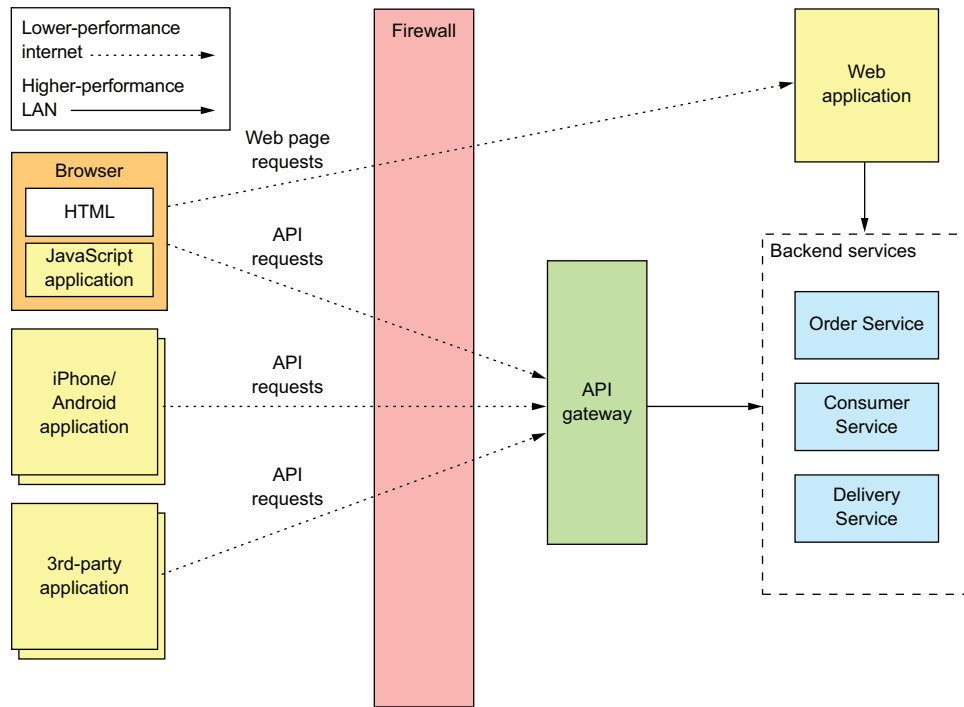 Lower-performance
internet
Higher-performance
LAN
Firewall
Web
application
Web page
requests
Browser
HTML
JavaScript
application
API
requests
Backend services
Order Service
iPhone/
Android
application
API
requests
API
gateway
Consumer
Service
API
requests
Delivery
Service
3rd-party
application